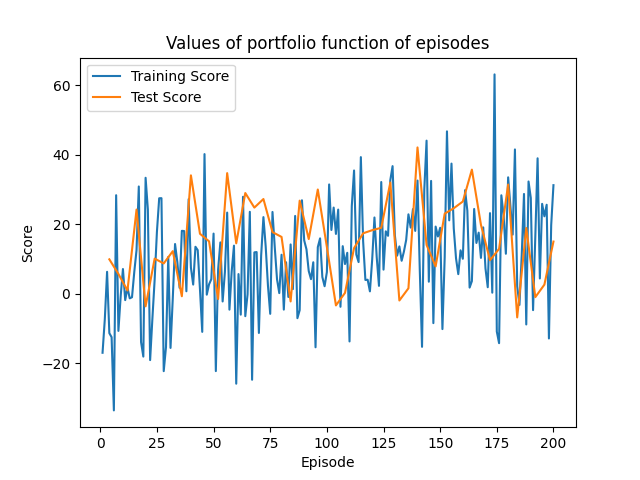 Values of portfolio function of episodes
Training Score
Test Score
60
40
20
0
−20
Score
0
25
50
75
100
125
150
175
200
Episode